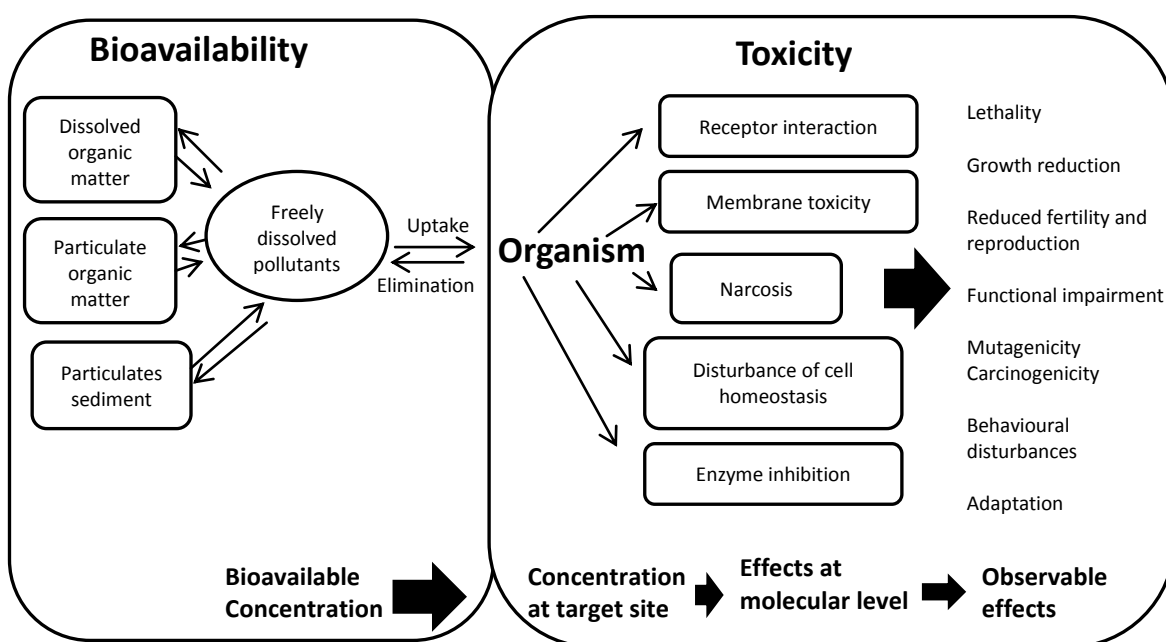 Bioavailability
Dissolved
organic
matter
Particulate
organic
matter
Particulates
sediment
Freely
dissolved
pollutants
Uptake
Elimination
Bioavailable
Concentration
Toxicity
Organism
Receptor interaction
Membrane toxicity
Narcosis
Disturbance of cell
homeostasis
Enzyme inhibition
Lethality
Growth reduction
Reduced fertility and
reproduction
Functional impairment
Mutagenicity
Carcinogenicity
Behavioural
disturbances
Adaptation
Concentration
at target site
Effects at
molecular level
Observable
effects